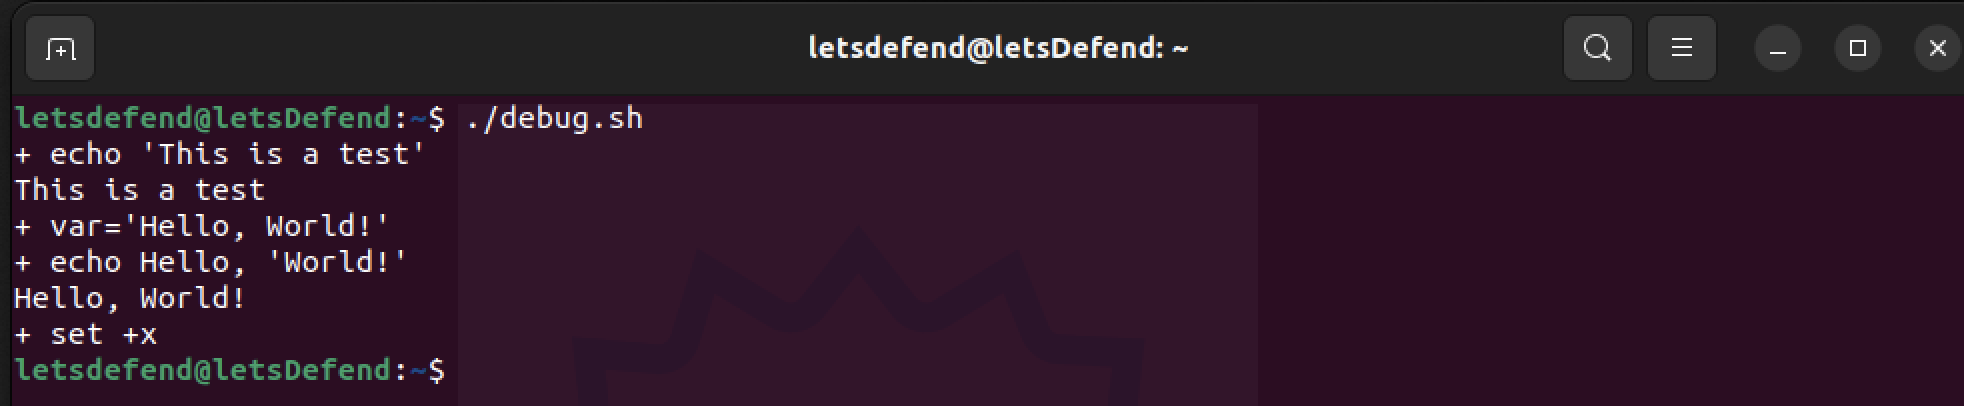 letsdefend@letsDefend: ~
letsdefend@letsDefend:~$ ./debug.sh
+ echo 'This is a test'
This is a test
+ var='Hello, World!'
+ echo Hello, 'World!'
Hello, World!
+ set +x
letsdefend@letsDefend:~$